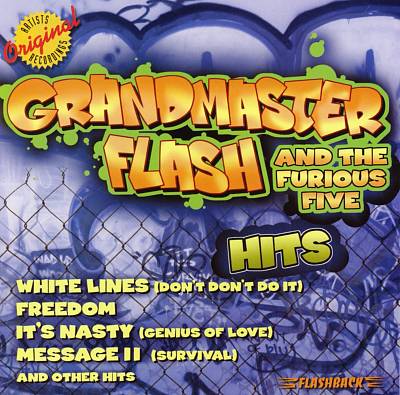 ARTISTS
Original
RECORDINGS
GRANDMASTER
FLASH
AND THE
FURIOUS
FIVE
HITS
WHITE LINES (DON'T DON'T DO IT)
FREEDOM
IT'S NASTY (GENIUS OF LOVE)
MESSAGE II (SURVIVAL)
AND OTHER HITS
FLASHBACK